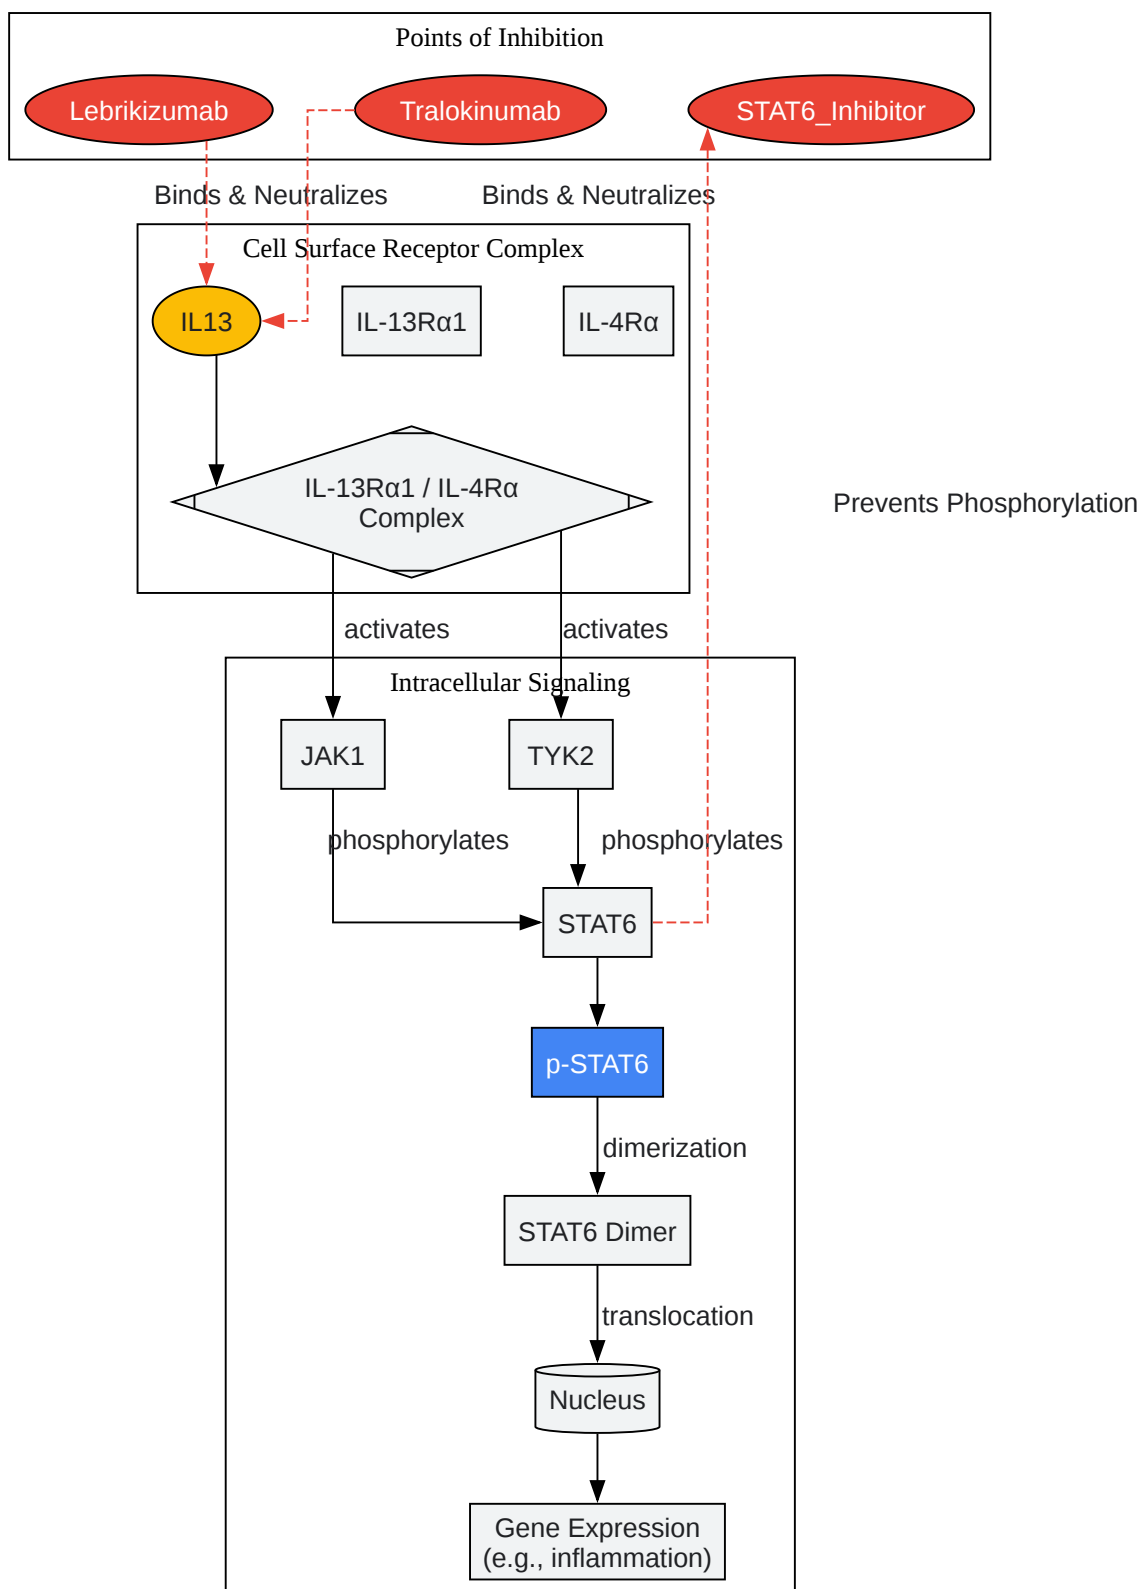 Points of Inhibition
Lebrikizumab
Tralokinumab
STAT6_Inhibitor
Binds & Neutralizes
Binds & Neutralizes
Cell Surface Receptor Complex
IL13
IL-13Rα1
IL-4Rα
IL-13Rα1 / IL-4Rα
Complex
Prevents Phosphorylation
activates
activates
Intracellular Signaling
JAK1
TYK2
phosphorylates
phosphorylates
STAT6
p-STAT6
dimerization
STAT6 Dimer
translocation
Nucleus
Gene Expression
(e.g., inflammation)